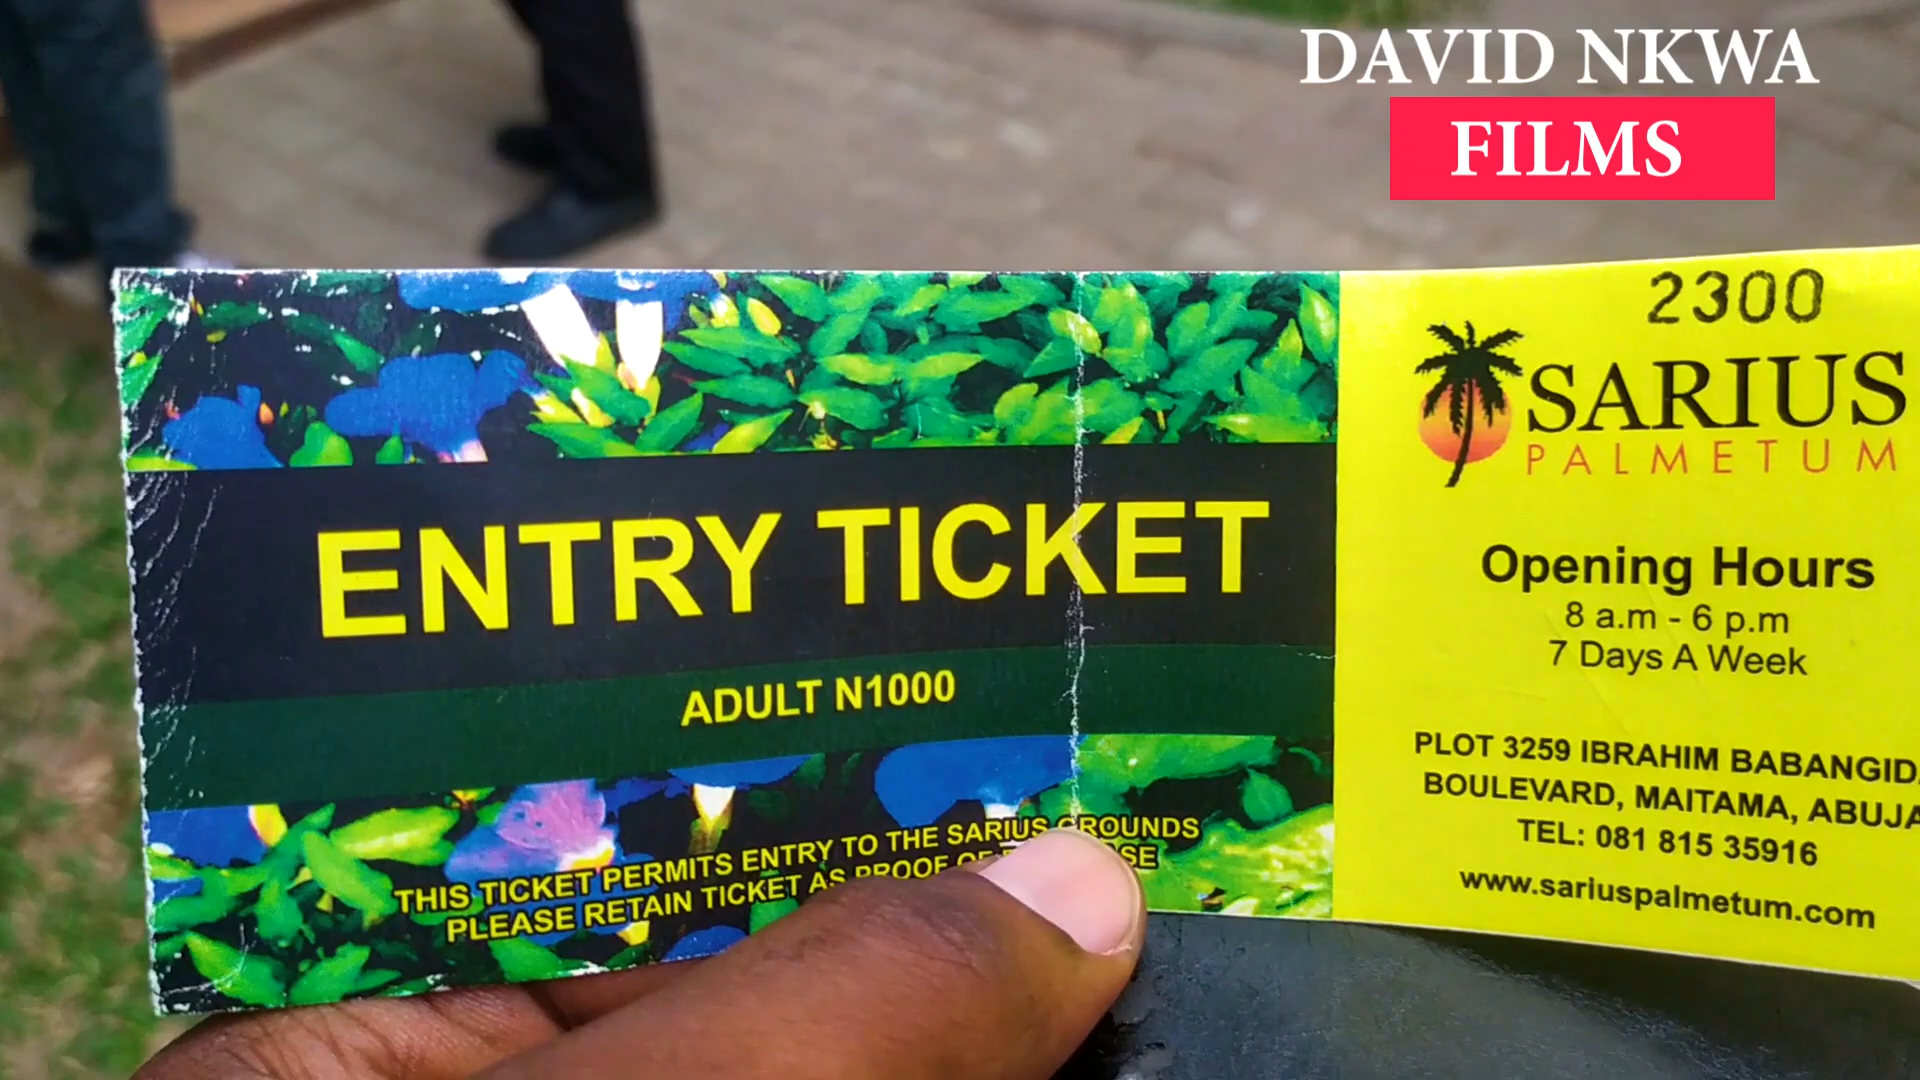 DAVID NKWA
FILMS
ENTRY TICKET
ADULT N1000
THIS TICKET PERMITS ENTRY TO THE SARIUS GROUNDS
PLEASE RETAIN TICKET AS PROOF
2300
SARIUS
PALMETUM
Opening Hours
8 a.m - 6 p.m
7 Days A Week
PLOT 3259 IBRAHIM BABANGID
BOULEVARD, MAITAMA, ABUJA
TEL: 081 815 35916
www.sariuspalmetum.com